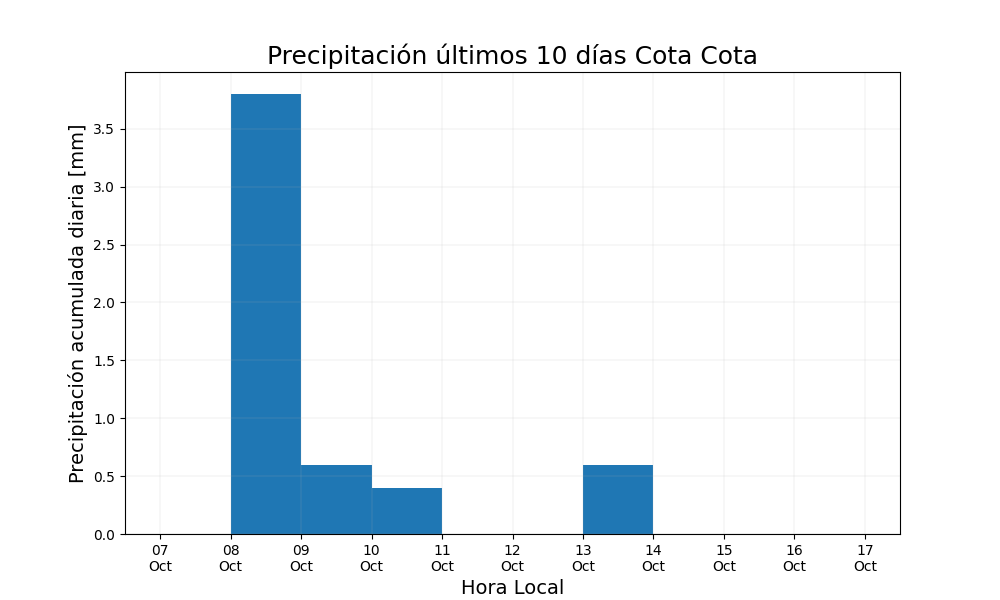 Precipitación últimos 10 días Cota Cota
Precipitación acumulada diaria [mm]
3.5
3.0
2.5
2.0
1.5
1.0
0.5
0.0
07 08 09 10 11 12 13 14 15 16 17
Oct Oct Oct Oct Oct Oct Oct Oct Oct Oct Oct
Hora Local